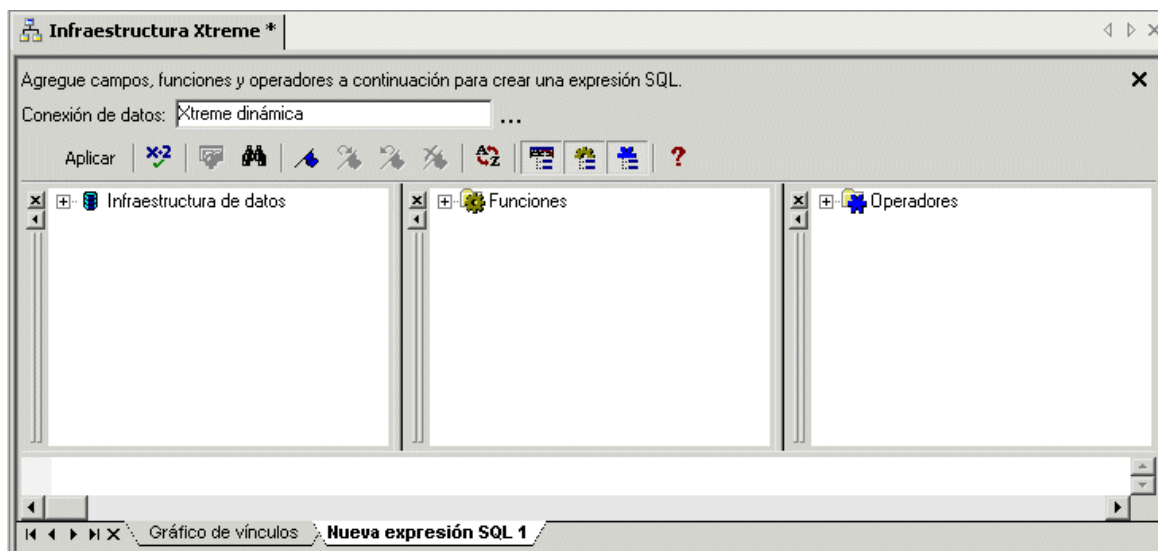 Infraestructura Xtreme *
Agregue campos, funciones y operadores a continuación para crear una expresión SQL.
Conexión de datos: Xtreme dinámica ...
Aplicar x+2 A Z ?
Infraestructura de datos
Funciones
Operadores
Gráfico de vínculos Nueva expresión SQL 1